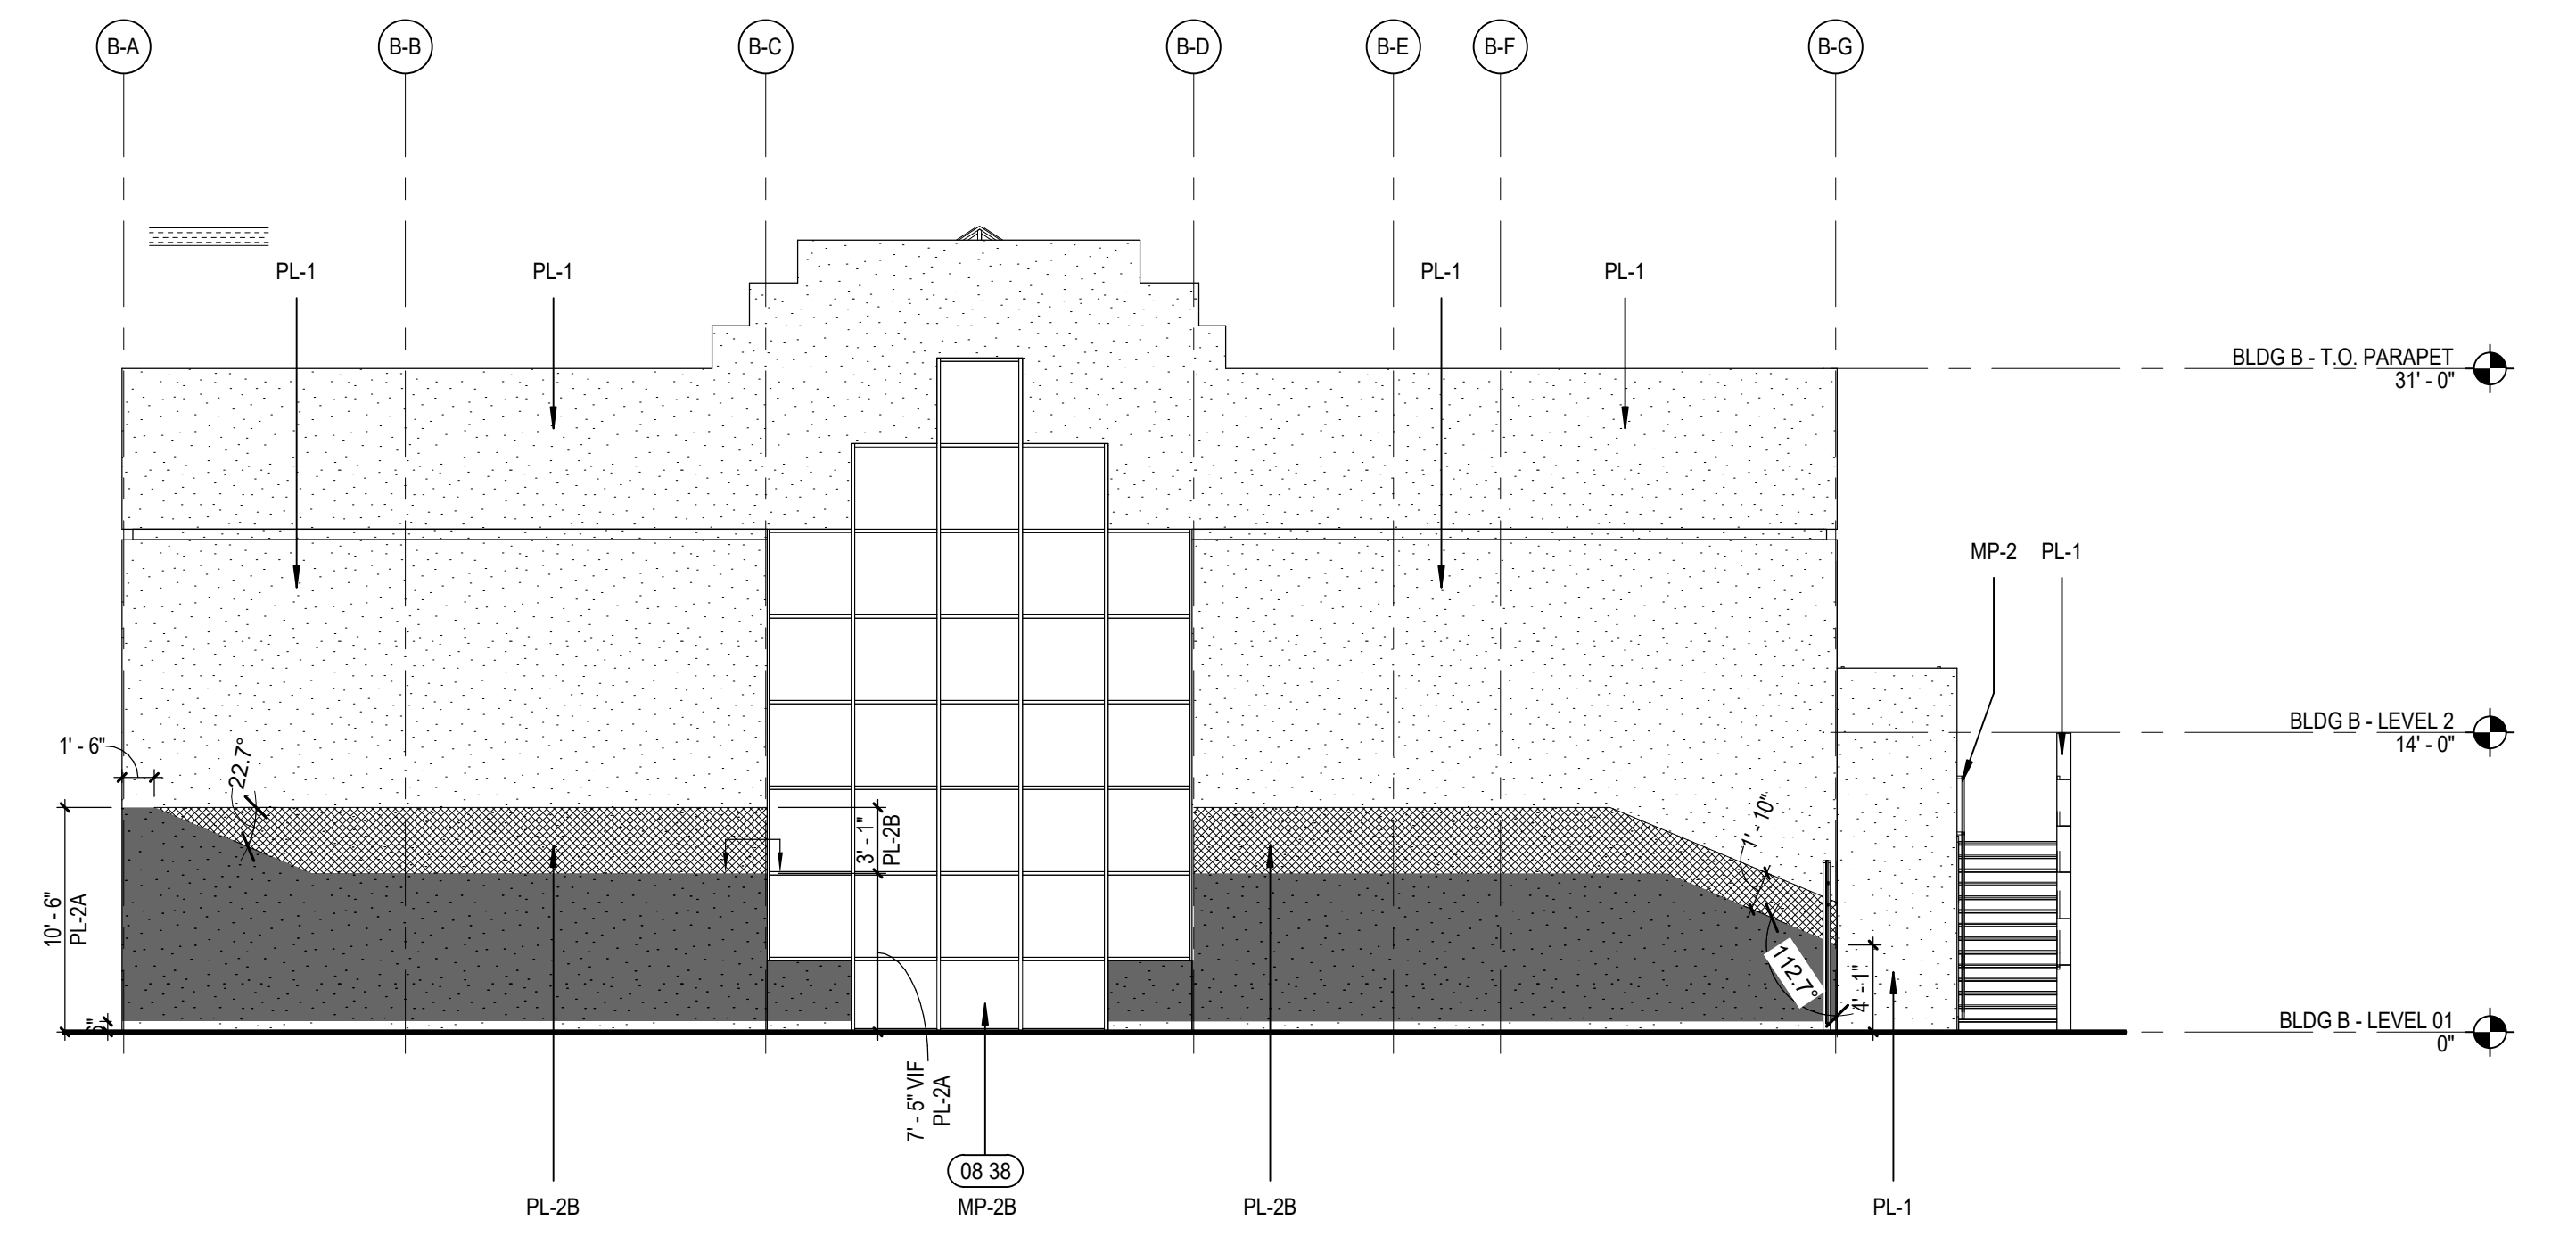 B-A
B-B
B-C
B-D
B-E
B-F
B-G
PL-1
PL-1
PL-1
PL-1
BLDG B - T.O. PARAPET
31' - 0"
MP-2
PL-1
BLDG B - LEVEL 2
14' - 0"
1' - 6"
22.7°
3' - 1"
PL-2B
1' - 10"
10' - 6"
PL-2A
112.7°
4' - 1"
6"
BLDG B - LEVEL 01
0"
7' - 5" VIF
PL-2A
08 38
PL-2B
MP-2B
PL-2B
PL-1